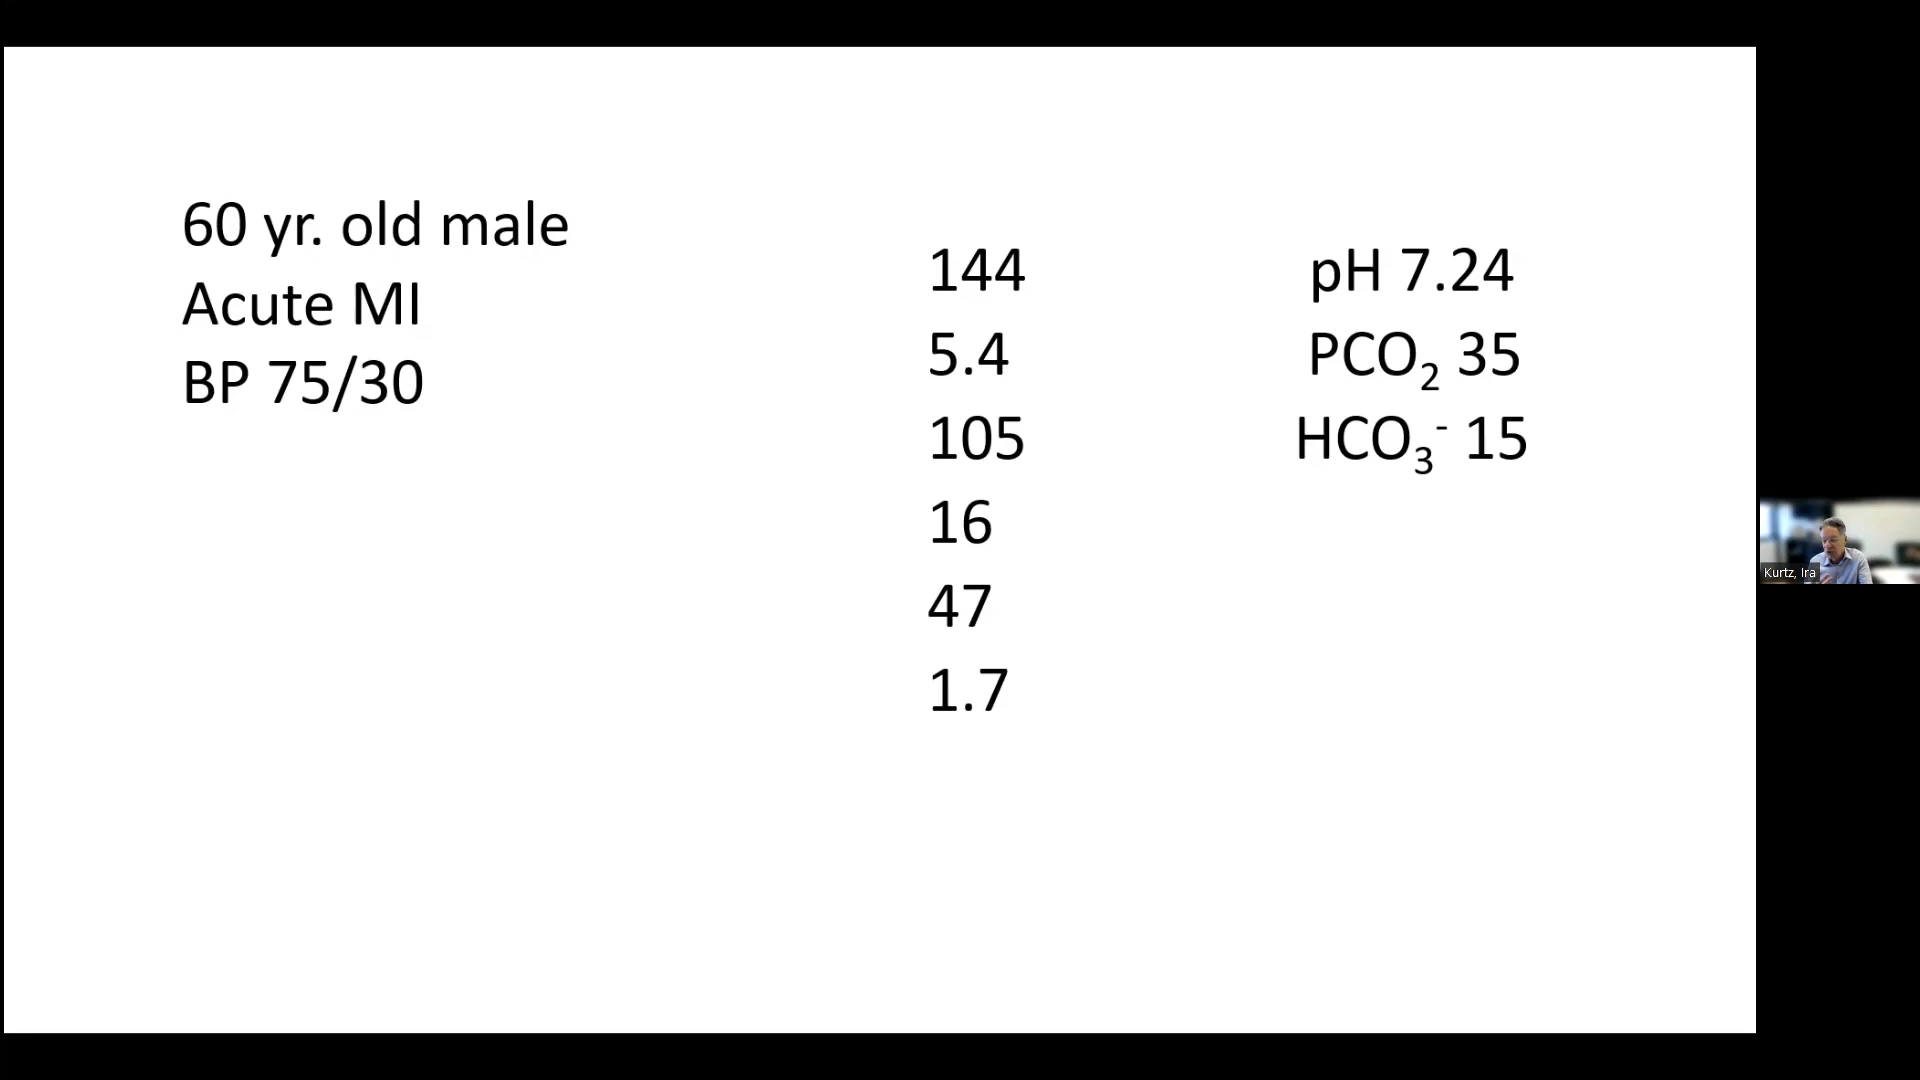 60 yr. old male
Acute MI
BP 75/30
144
5.4
105
16
47
1.7
pH 7.24
PCO₂ 35
HCO₃⁻ 15
Kurtz, Ira